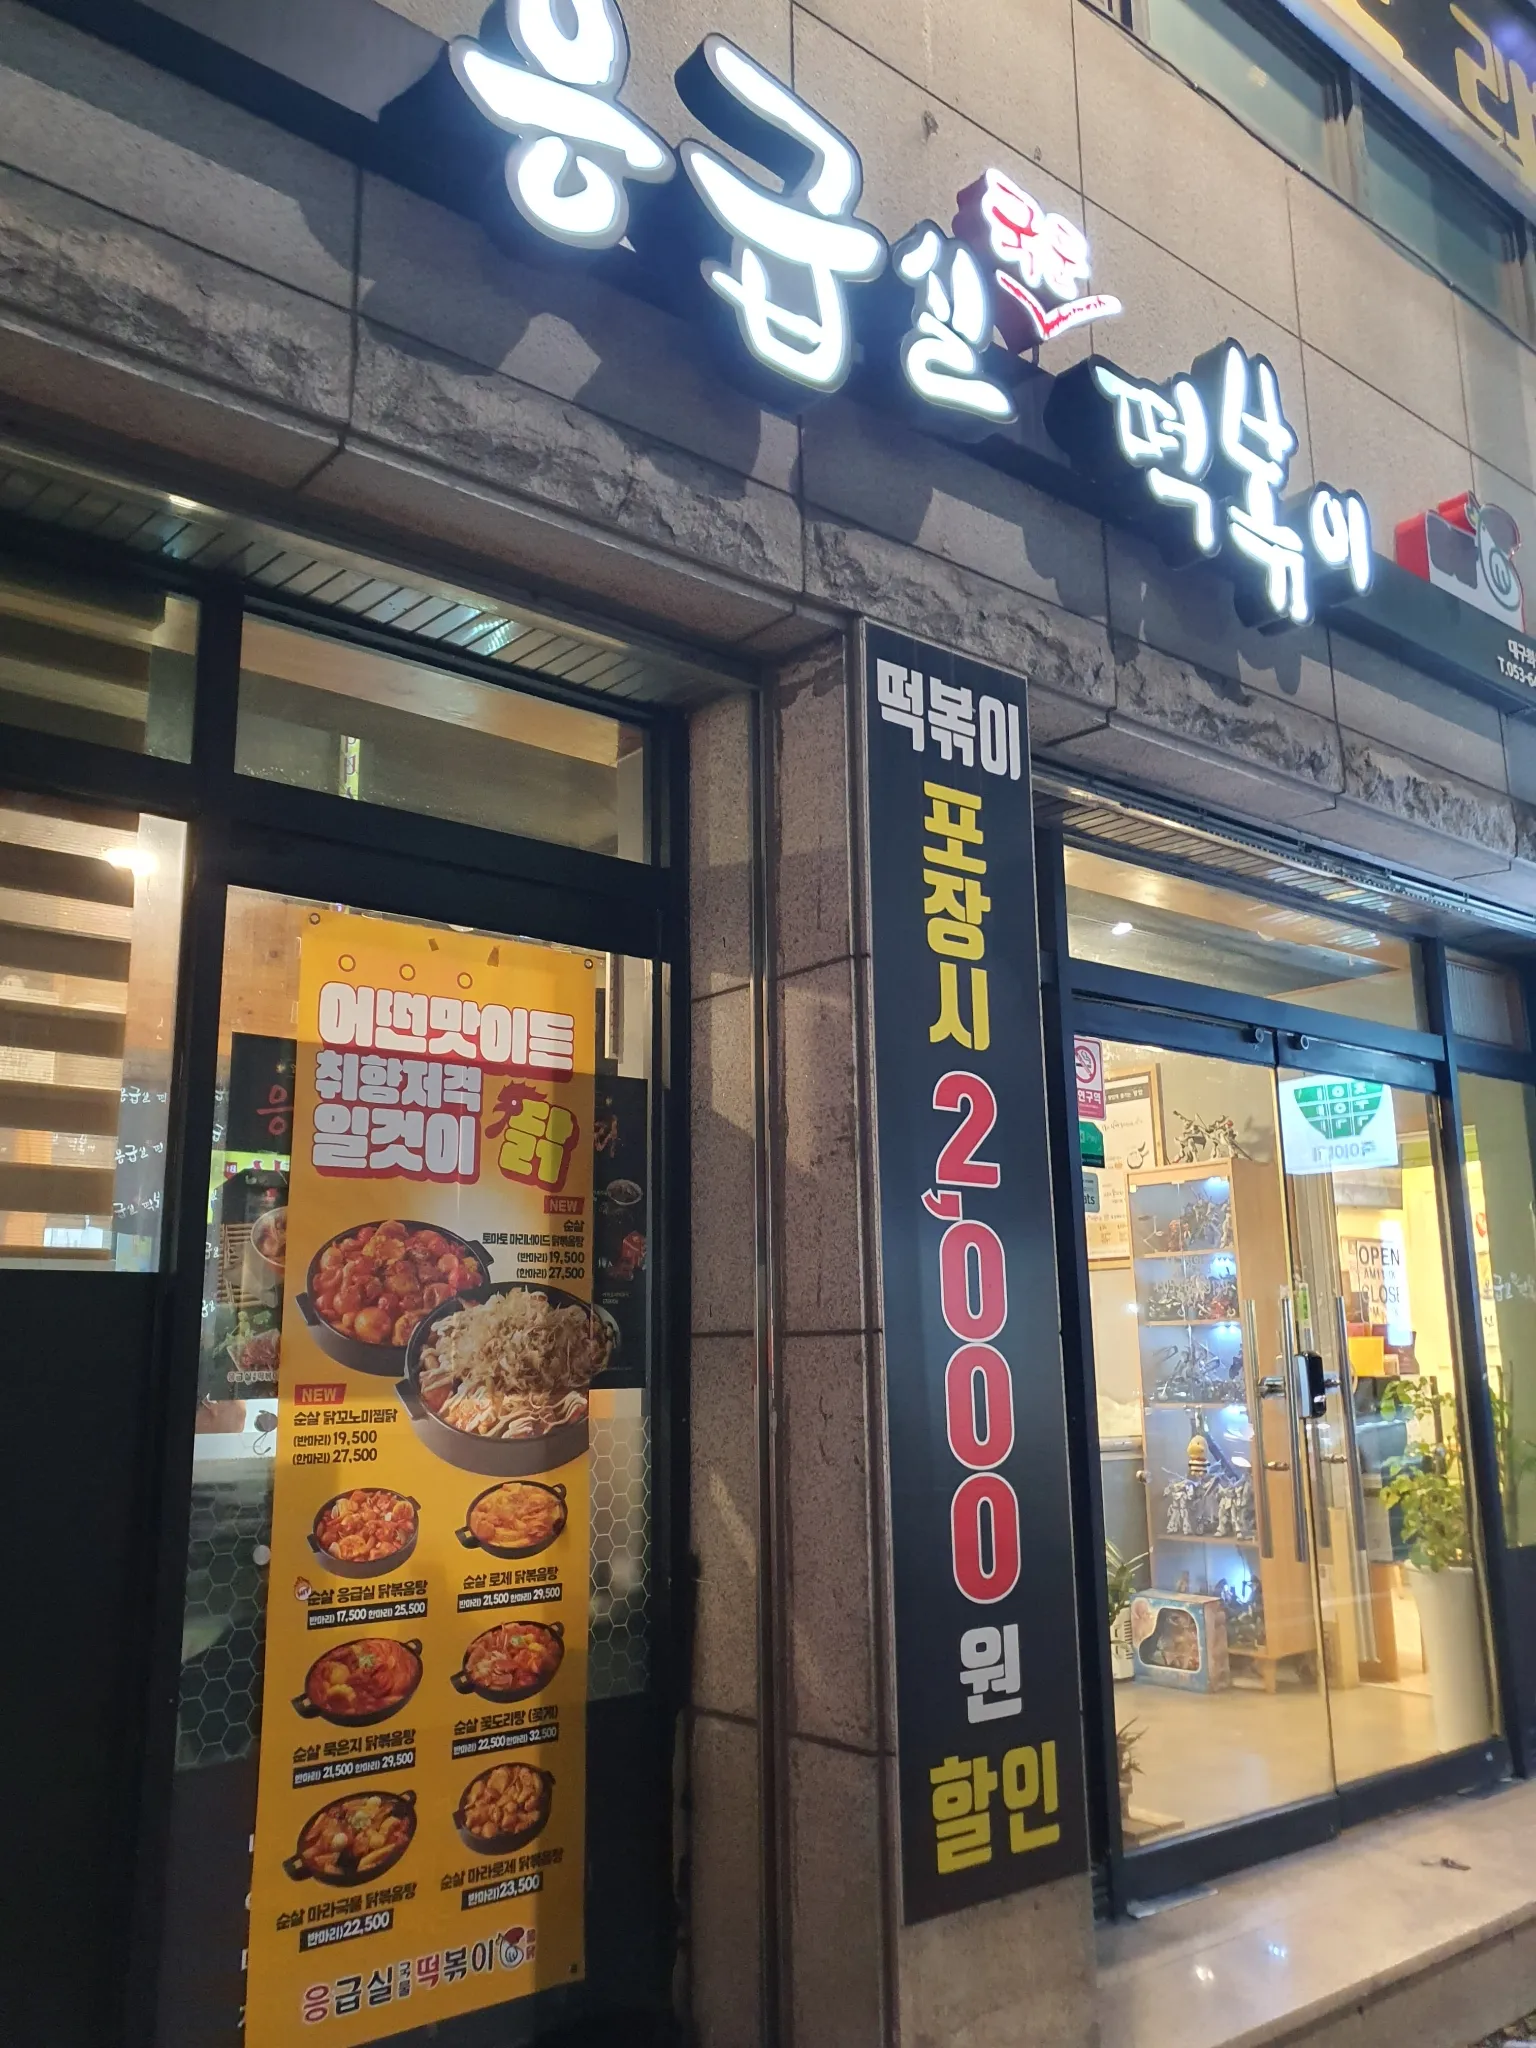 응급실
국물
떡볶이
대구
T.053-6
떡볶이
포장시
2,000
원
할인
어떤맛이든
취향저격
일것이
닭
NEW
순살
토마토 마리네이드 닭볶음탕
(반마리) 19,500
(한마리) 27,500
NEW
순살 닭꼬노미찜닭
(반마리) 19,500
(한마리) 27,500
순살 응급실 닭볶음탕
반마리) 17,500 한마리) 25,500
순살 로제 닭볶음탕
반마리) 21,500 한마리) 29,500
순살 묵은지 닭볶음탕
반마리) 21,500 한마리) 29,500
순살 꽃도리탕 (꽃게)
반마리) 22,500 한마리) 32,500
순살 마라국물 닭볶음탕
반마리)22,500
순살 마라로제 닭볶음탕
반마리)23,500
응급실국물떡볶이
OPEN
CLOSE